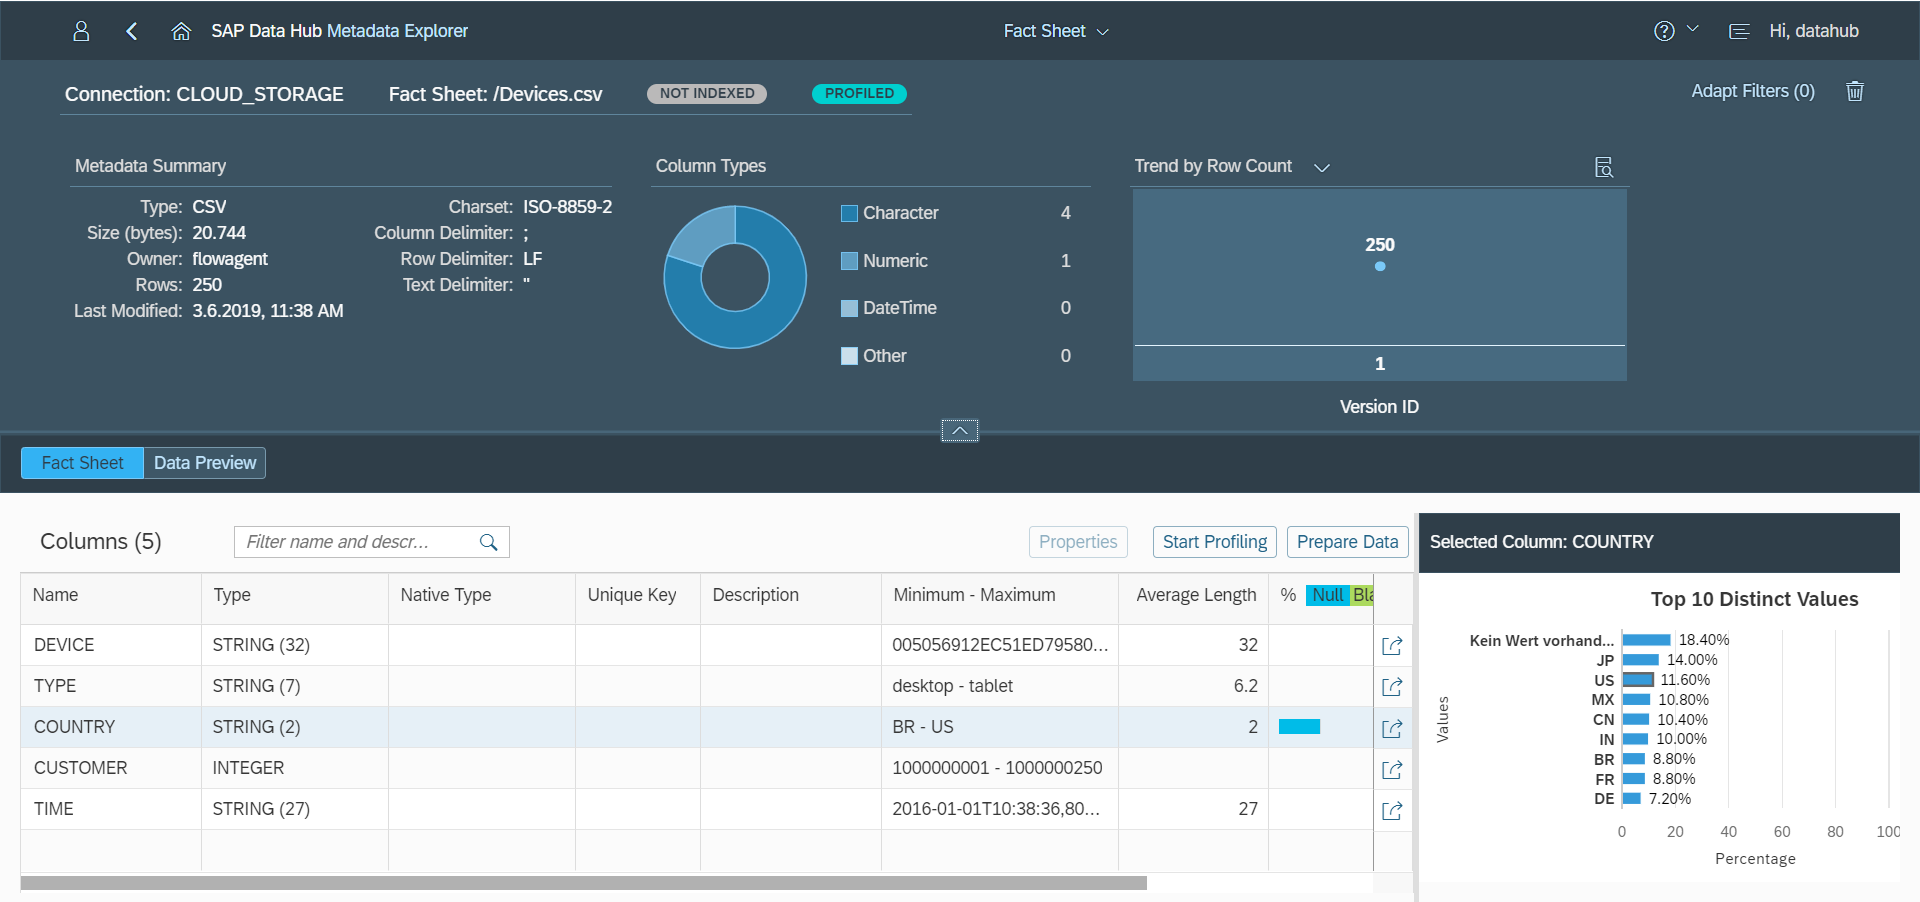 SAP Data Hub Metadata Explorer
Fact Sheet
Hi, datahub
Connection: CLOUD_STORAGE
Fact Sheet: /Devices.csv
NOT INDEXED
PROFILED
Adapt Filters (0)
Metadata Summary
Type: CSV
Size (bytes): 20.744
Owner: flowagent
Rows: 250
Last Modified: 3.6.2019, 11:38 AM
Charset: ISO-8859-2
Column Delimiter: ;
Row Delimiter: LF
Text Delimiter: "
Column Types
Character 4
Numeric 1
DateTime 0
Other 0
Trend by Row Count
250
1
Version ID
Fact Sheet
Data Preview
Columns (5)
Filter name and descr...
Properties
Start Profiling
Prepare Data
Name Type Native Type Unique Key Description Minimum - Maximum Average Length % Null Bla
DEVICE STRING (32) 005056912EC51ED79580... 32
TYPE STRING (7) desktop - tablet 6.2
COUNTRY STRING (2) BR - US 2
CUSTOMER INTEGER 1000000001 - 1000000250
TIME STRING (27) 2016-01-01T10:38:36,80... 27
Selected Column: COUNTRY
Top 10 Distinct Values
Values
Kein Wert vorhand... 18.40%
JP 14.00%
US 11.60%
MX 10.80%
CN 10.40%
IN 10.00%
BR 8.80%
FR 8.80%
DE 7.20%
0 20 40 60 80 100
Percentage